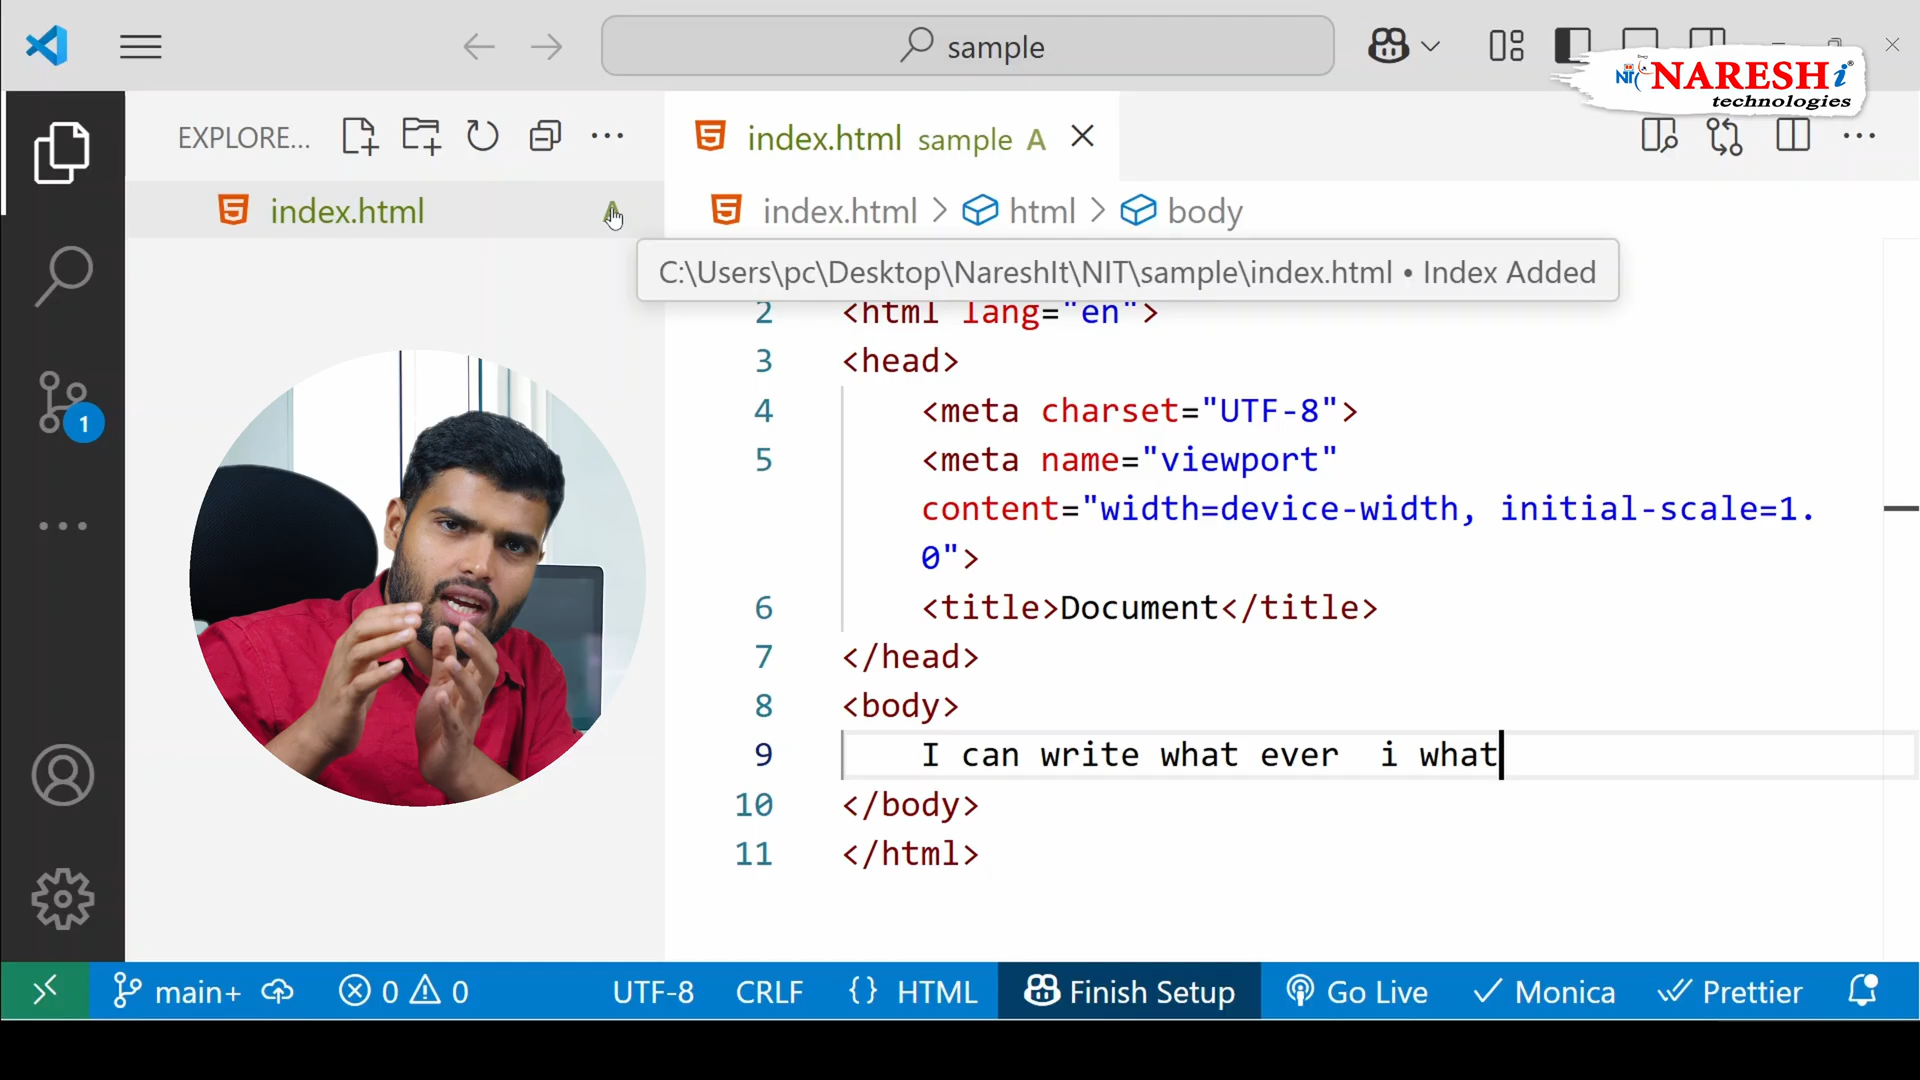 sample
NARESH i
technologies
EXPLORE...
index.html sample A
index.html
index.html > html > body
C:\Users\pc\Desktop\NareshIt\NIT\sample\index.html • Index Added
2 <html lang="en">
3 <head>
4 <meta charset="UTF-8">
5 <meta name="viewport"
content="width=device-width, initial-scale=1.
0">
6 <title>Document</title>
7 </head>
8 <body>
9 I can write what ever  i what
10 </body>
11 </html>
1
main+ 0 0 UTF-8 CRLF {} HTML Finish Setup Go Live Monica Prettier